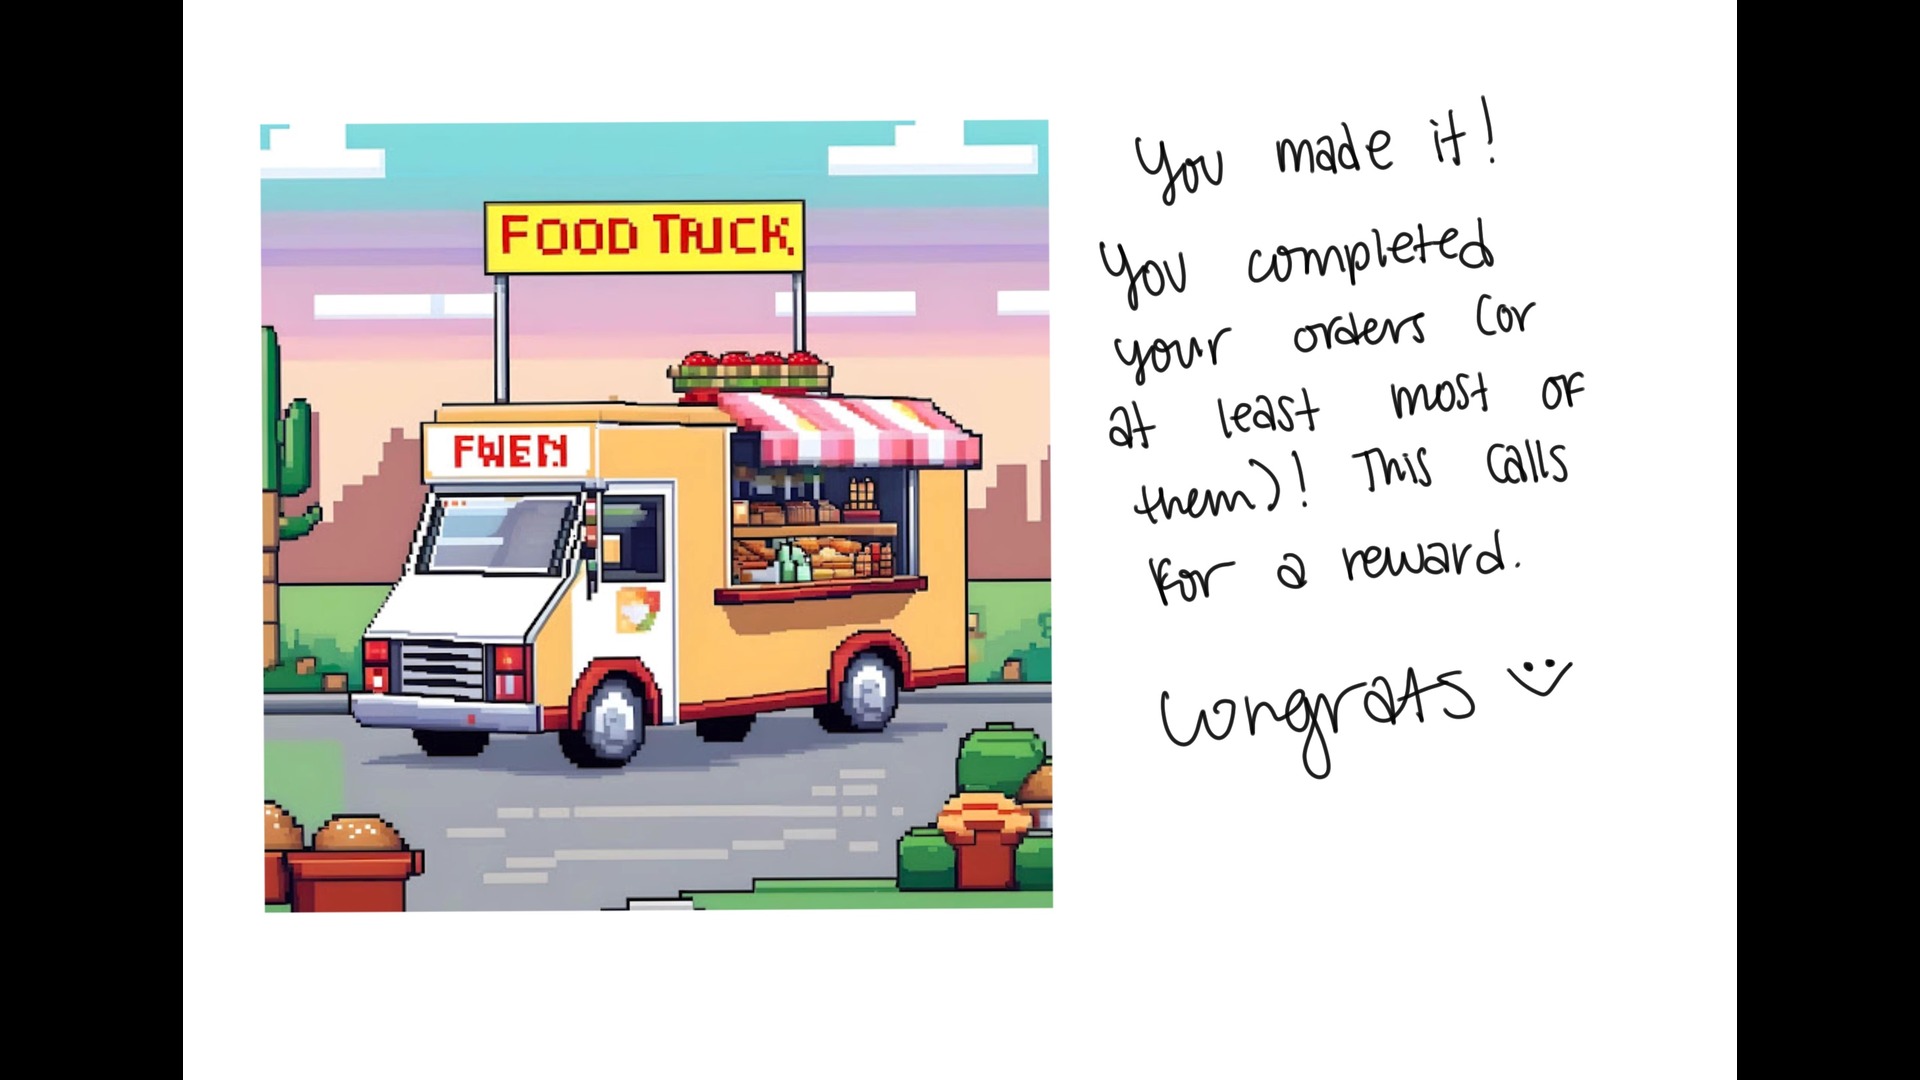 FOOD TRUCK
FWEN
You made it!
You completed
your orders (or
at least most of
them)! This calls
for a reward.
Congrats